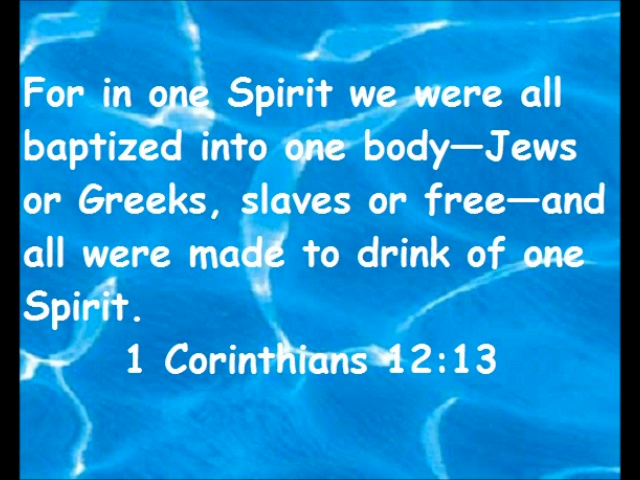 For in one Spirit we were all
baptized into one body—Jews
or Greeks, slaves or free—and
all were made to drink of one
Spirit.
1 Corinthians 12:13